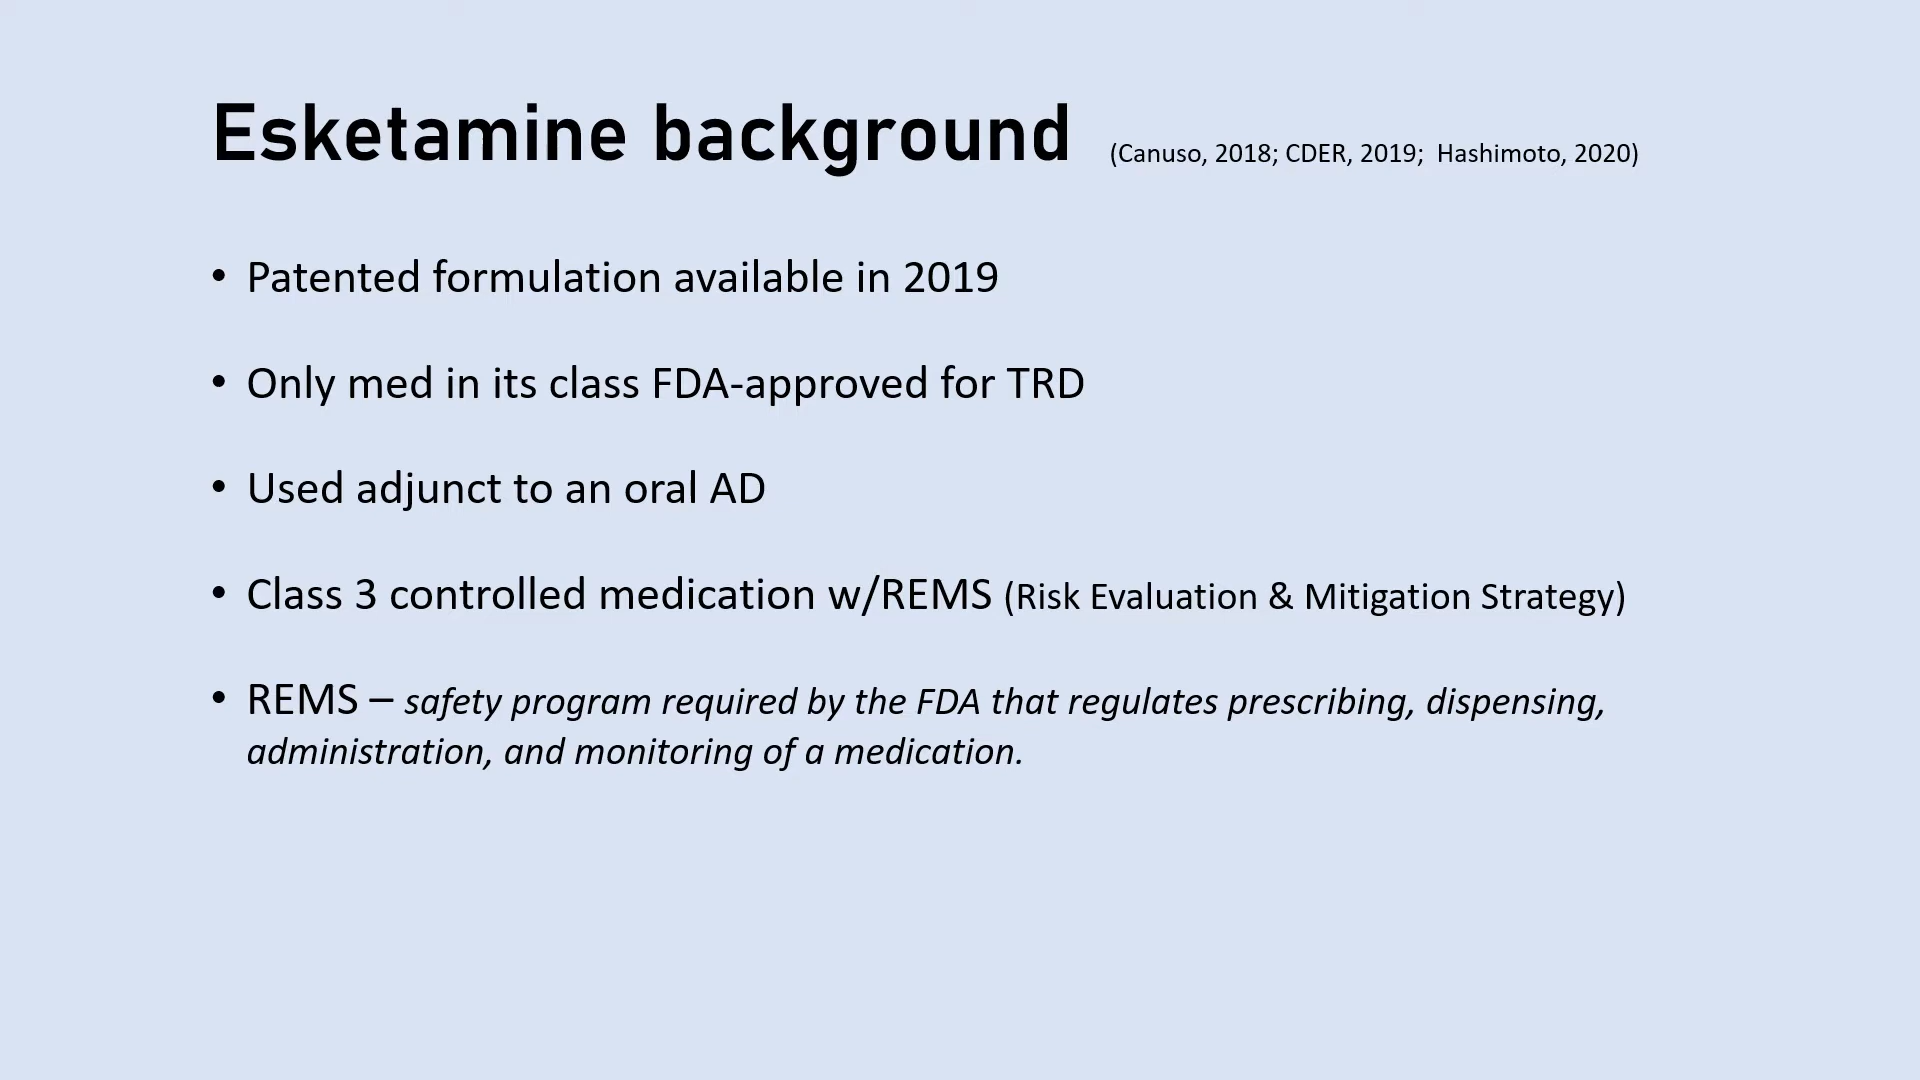 Esketamine background (Canuso, 2018; CDER, 2019; Hashimoto, 2020)
• Patented formulation available in 2019
• Only med in its class FDA-approved for TRD
• Used adjunct to an oral AD
• Class 3 controlled medication w/REMS (Risk Evaluation & Mitigation Strategy)
• REMS – safety program required by the FDA that regulates prescribing, dispensing,
administration, and monitoring of a medication.